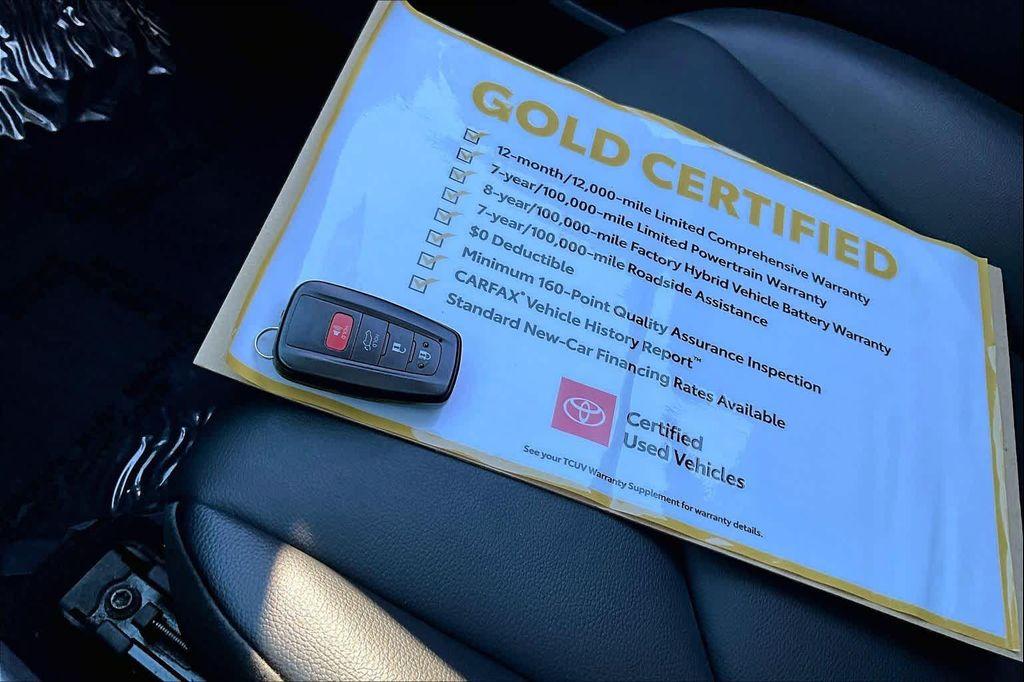 GOLD CERTIFIED
12-month/12,000-mile Limited Comprehensive Warranty
7-year/100,000-mile Limited Powertrain Warranty
8-year/100,000-mile Factory Hybrid Vehicle Battery Warranty
7-year/100,000-mile Roadside Assistance
$0 Deductible
Minimum 160-Point Quality Assurance Inspection
CARFAX® Vehicle History Report™
Standard New-Car Financing Rates Available
Certified
Used Vehicles
See your TCUV Warranty Supplement for warranty details.